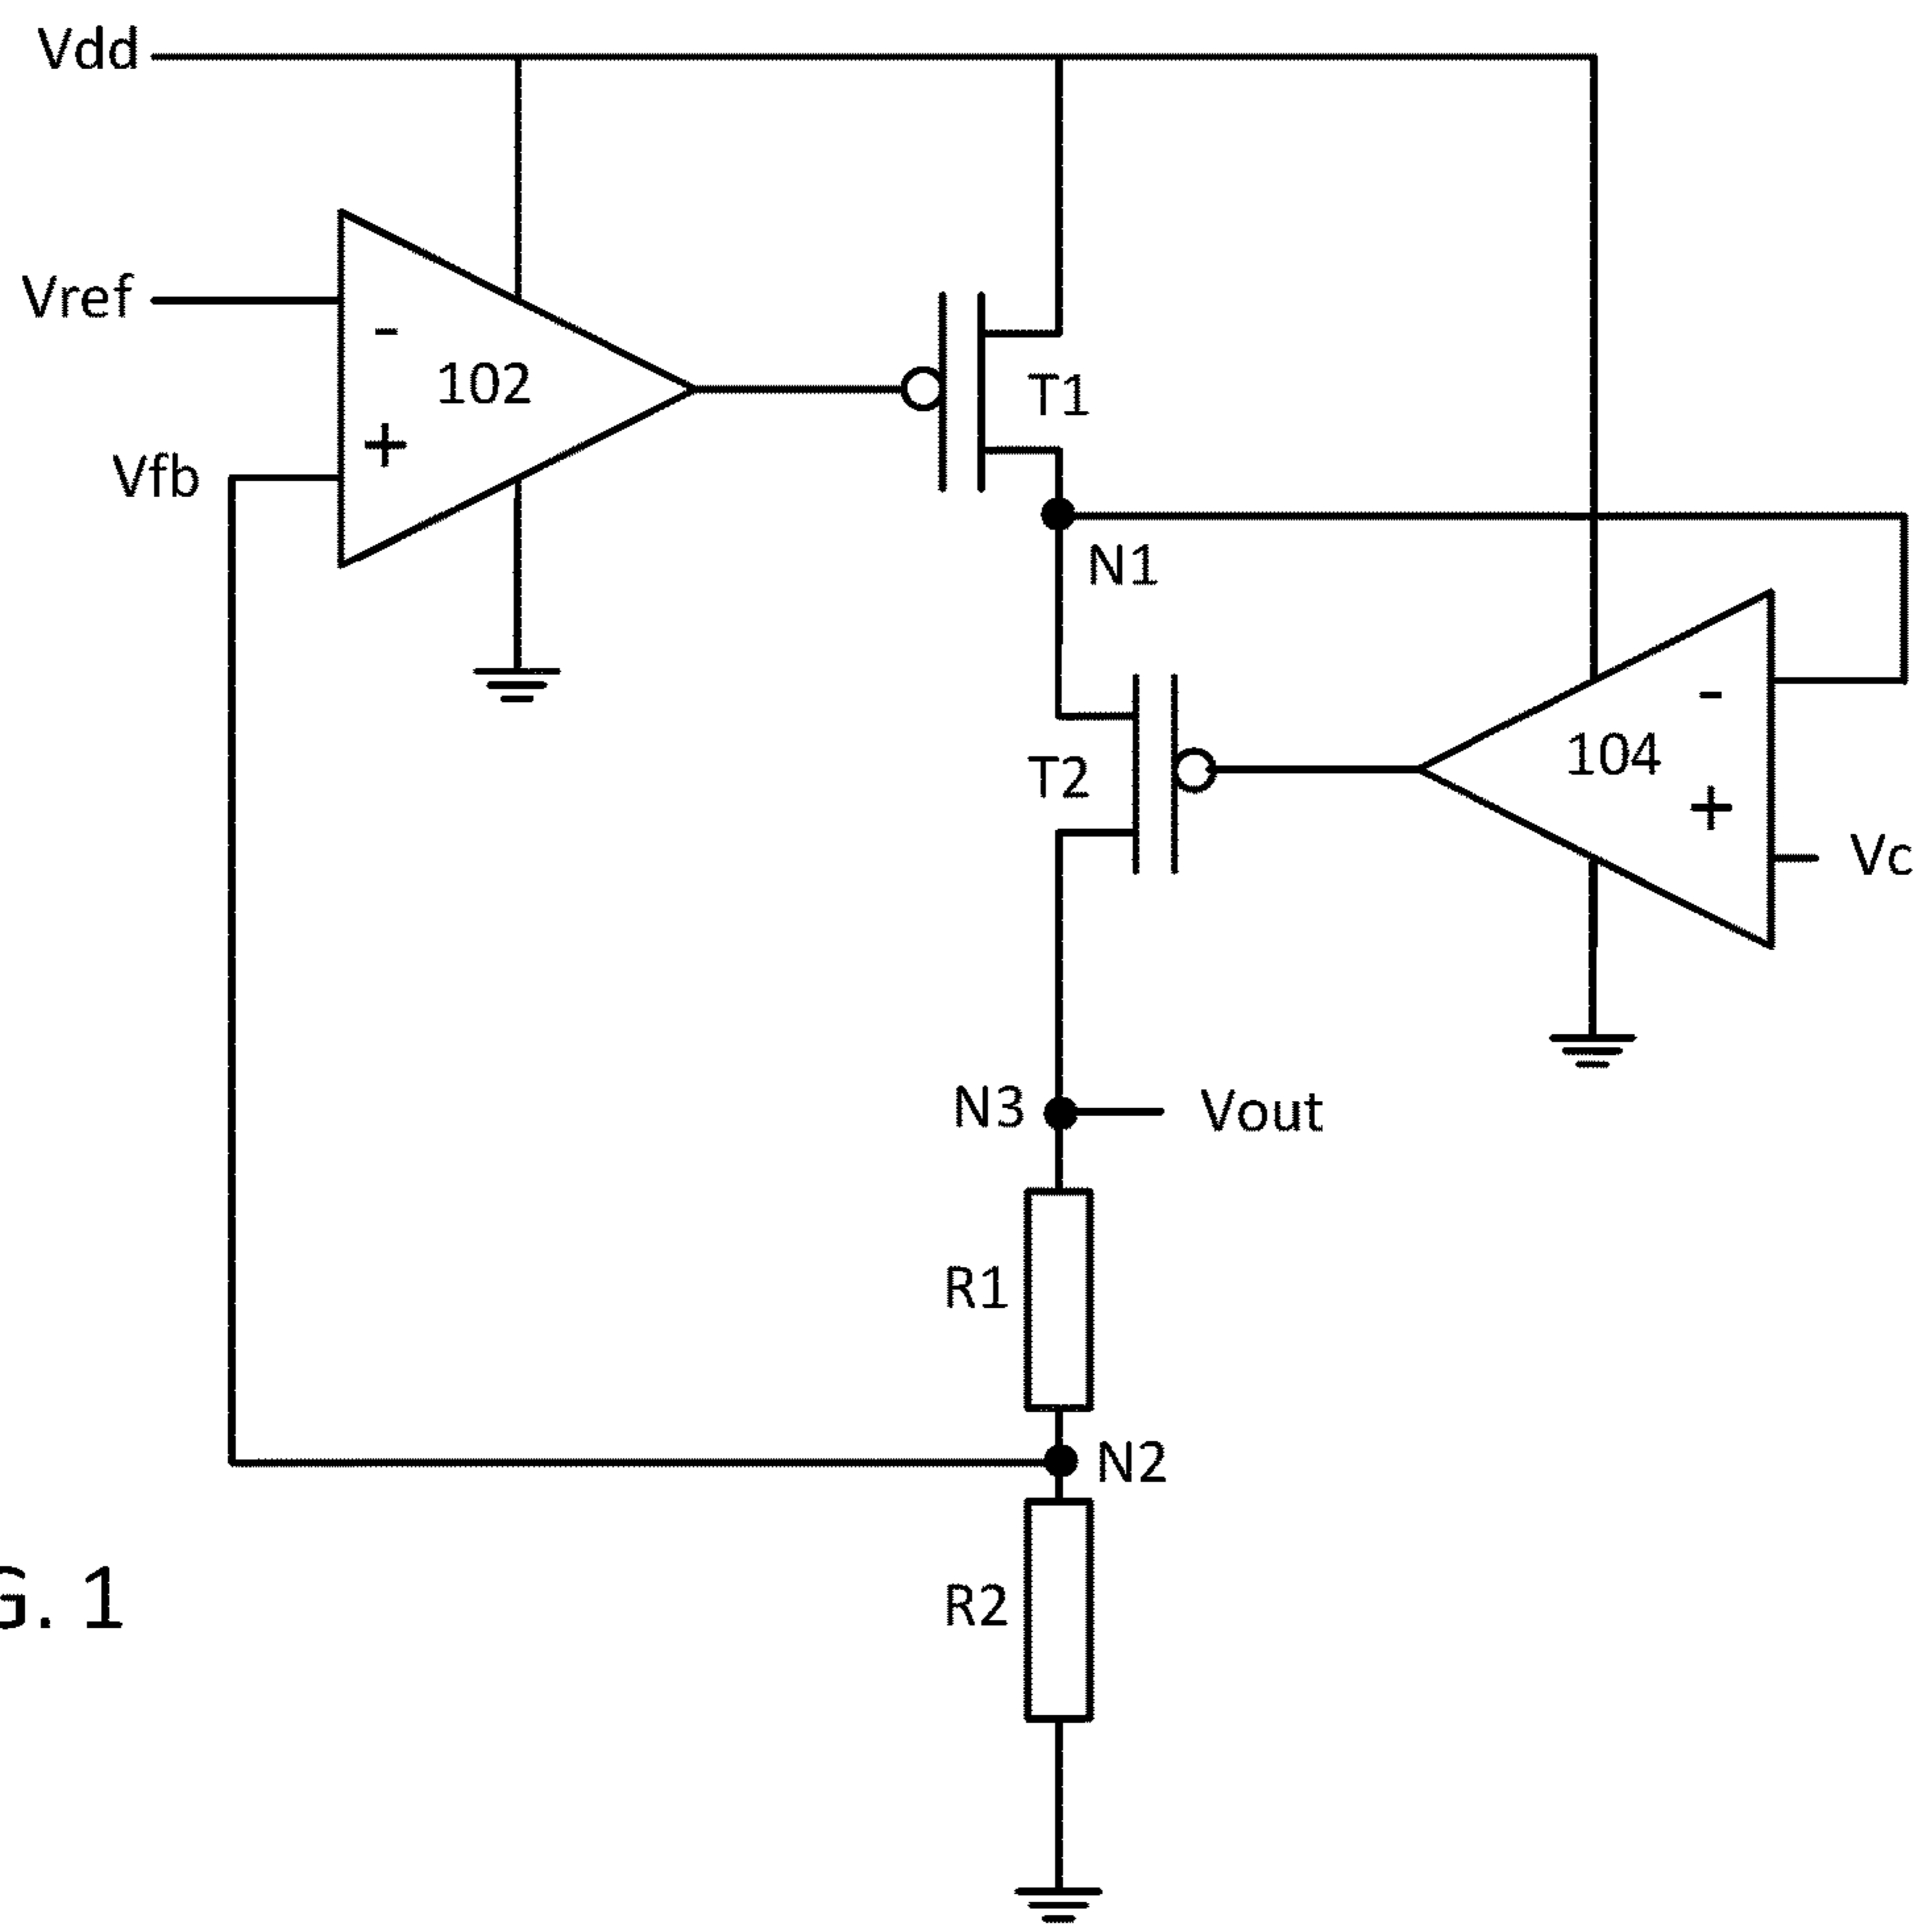 Vdd
Vref
-
102
+
Vfb
T1
N1
-
104
+
T2
Vc
N3
Vout
R1
N2
G. 1
R2